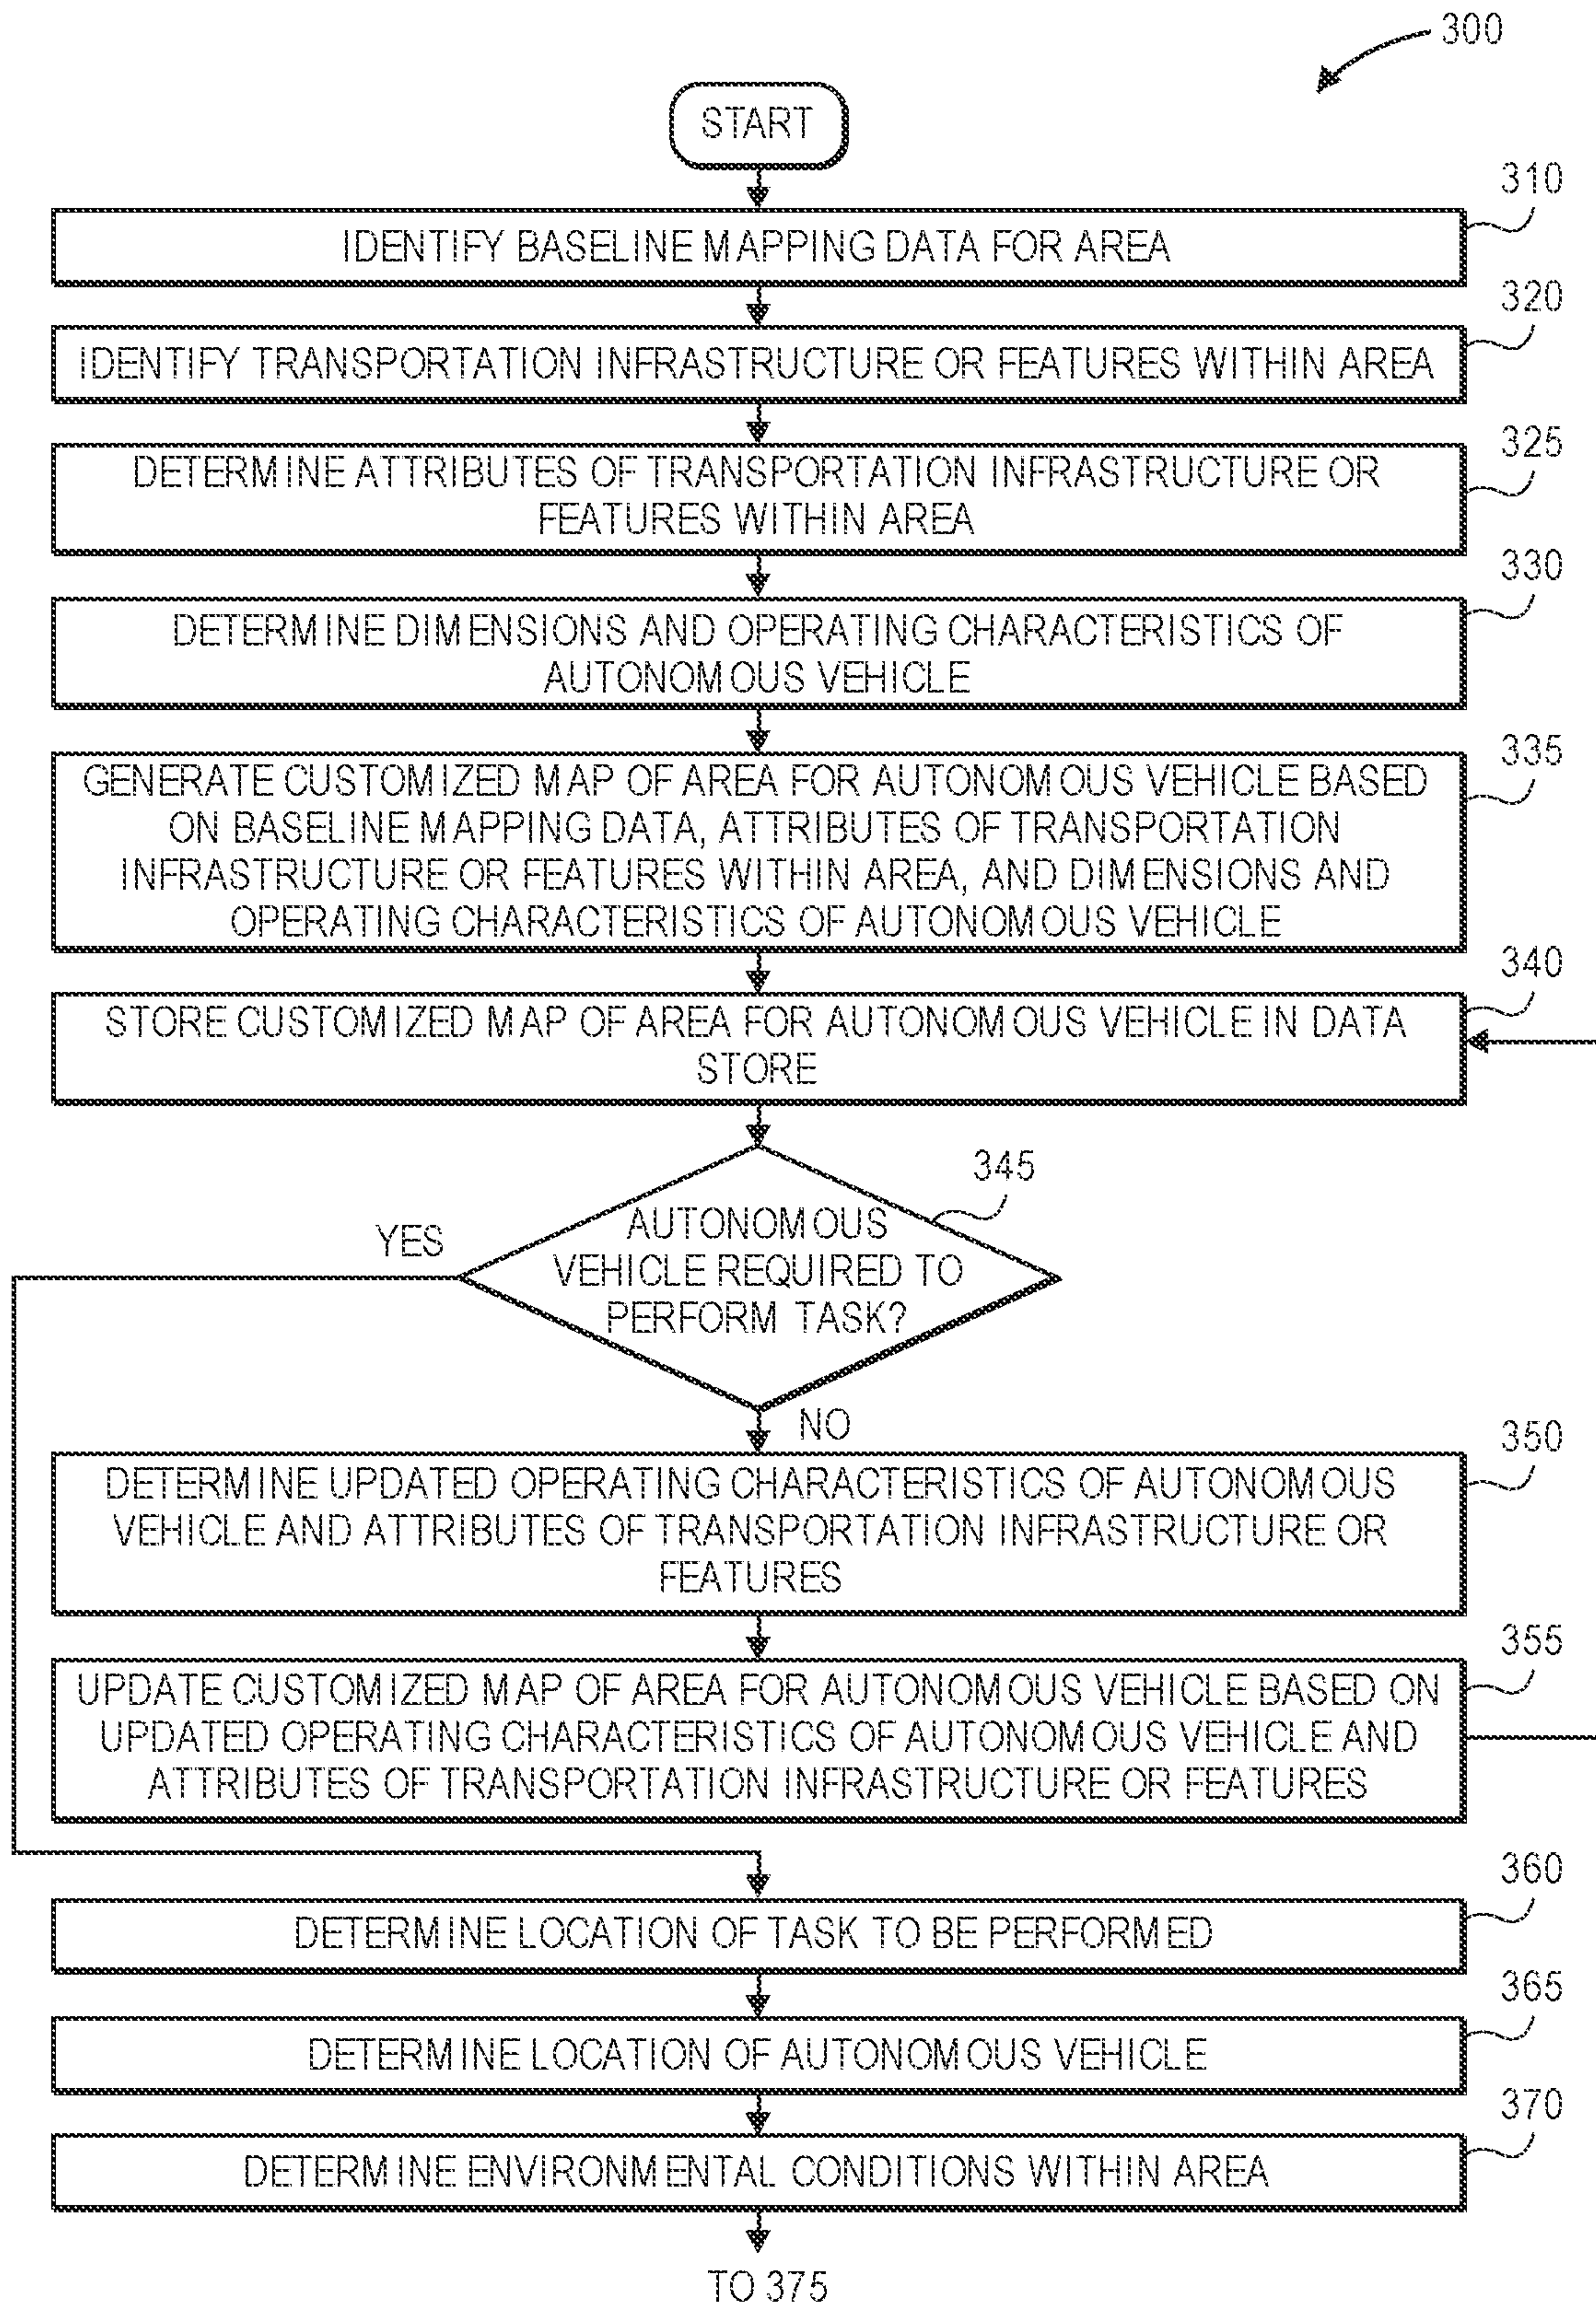 300
START
310
IDENTIFY BASELINE MAPPING DATA FOR AREA
320
IDENTIFY TRANSPORTATION INFRASTRUCTURE OR FEATURES WITHIN AREA
325
DETERMINE ATTRIBUTES OF TRANSPORTATION INFRASTRUCTURE OR
FEATURES WITHIN AREA
330
DETERMINE DIMENSIONS AND OPERATING CHARACTERISTICS OF
AUTONOMOUS VEHICLE
335
GENERATE CUSTOMIZED MAP OF AREA FOR AUTONOMOUS VEHICLE BASED
ON BASELINE MAPPING DATA, ATTRIBUTES OF TRANSPORTATION
INFRASTRUCTURE OR FEATURES WITHIN AREA, AND DIMENSIONS AND
OPERATING CHARACTERISTICS OF AUTONOMOUS VEHICLE
340
STORE CUSTOMIZED MAP OF AREA FOR AUTONOMOUS VEHICLE IN DATA
STORE
345
YES
AUTONOMOUS
VEHICLE REQUIRED TO
PERFORM TASK?
NO
350
DETERMINE UPDATED OPERATING CHARACTERISTICS OF AUTONOMOUS
VEHICLE AND ATTRIBUTES OF TRANSPORTATION INFRASTRUCTURE OR
FEATURES
355
UPDATE CUSTOMIZED MAP OF AREA FOR AUTONOMOUS VEHICLE BASED ON
UPDATED OPERATING CHARACTERISTICS OF AUTONOMOUS VEHICLE AND
ATTRIBUTES OF TRANSPORTATION INFRASTRUCTURE OR FEATURES
360
DETERMINE LOCATION OF TASK TO BE PERFORMED
365
DETERMINE LOCATION OF AUTONOMOUS VEHICLE
370
DETERMINE ENVIRONMENTAL CONDITIONS WITHIN AREA
TO 375